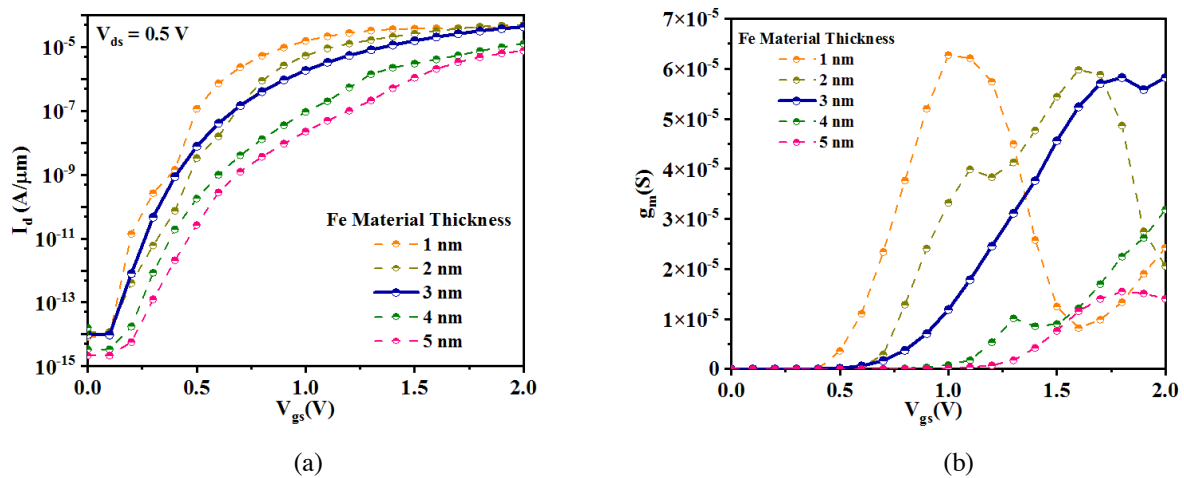 V_ds = 0.5 V
10^-5
10^-7
10^-9
10^-11
10^-13
10^-15
I_d (A/μm)
Fe Material Thickness
1 nm
2 nm
3 nm
4 nm
5 nm
0.0 0.5 1.0 1.5 2.0
V_gs(V)
(a)
7×10^-5
6×10^-5
5×10^-5
4×10^-5
3×10^-5
2×10^-5
1×10^-5
0
g_m(S)
Fe Material Thickness
1 nm
2 nm
3 nm
4 nm
5 nm
0.0 0.5 1.0 1.5 2.0
V_gs(V)
(b)